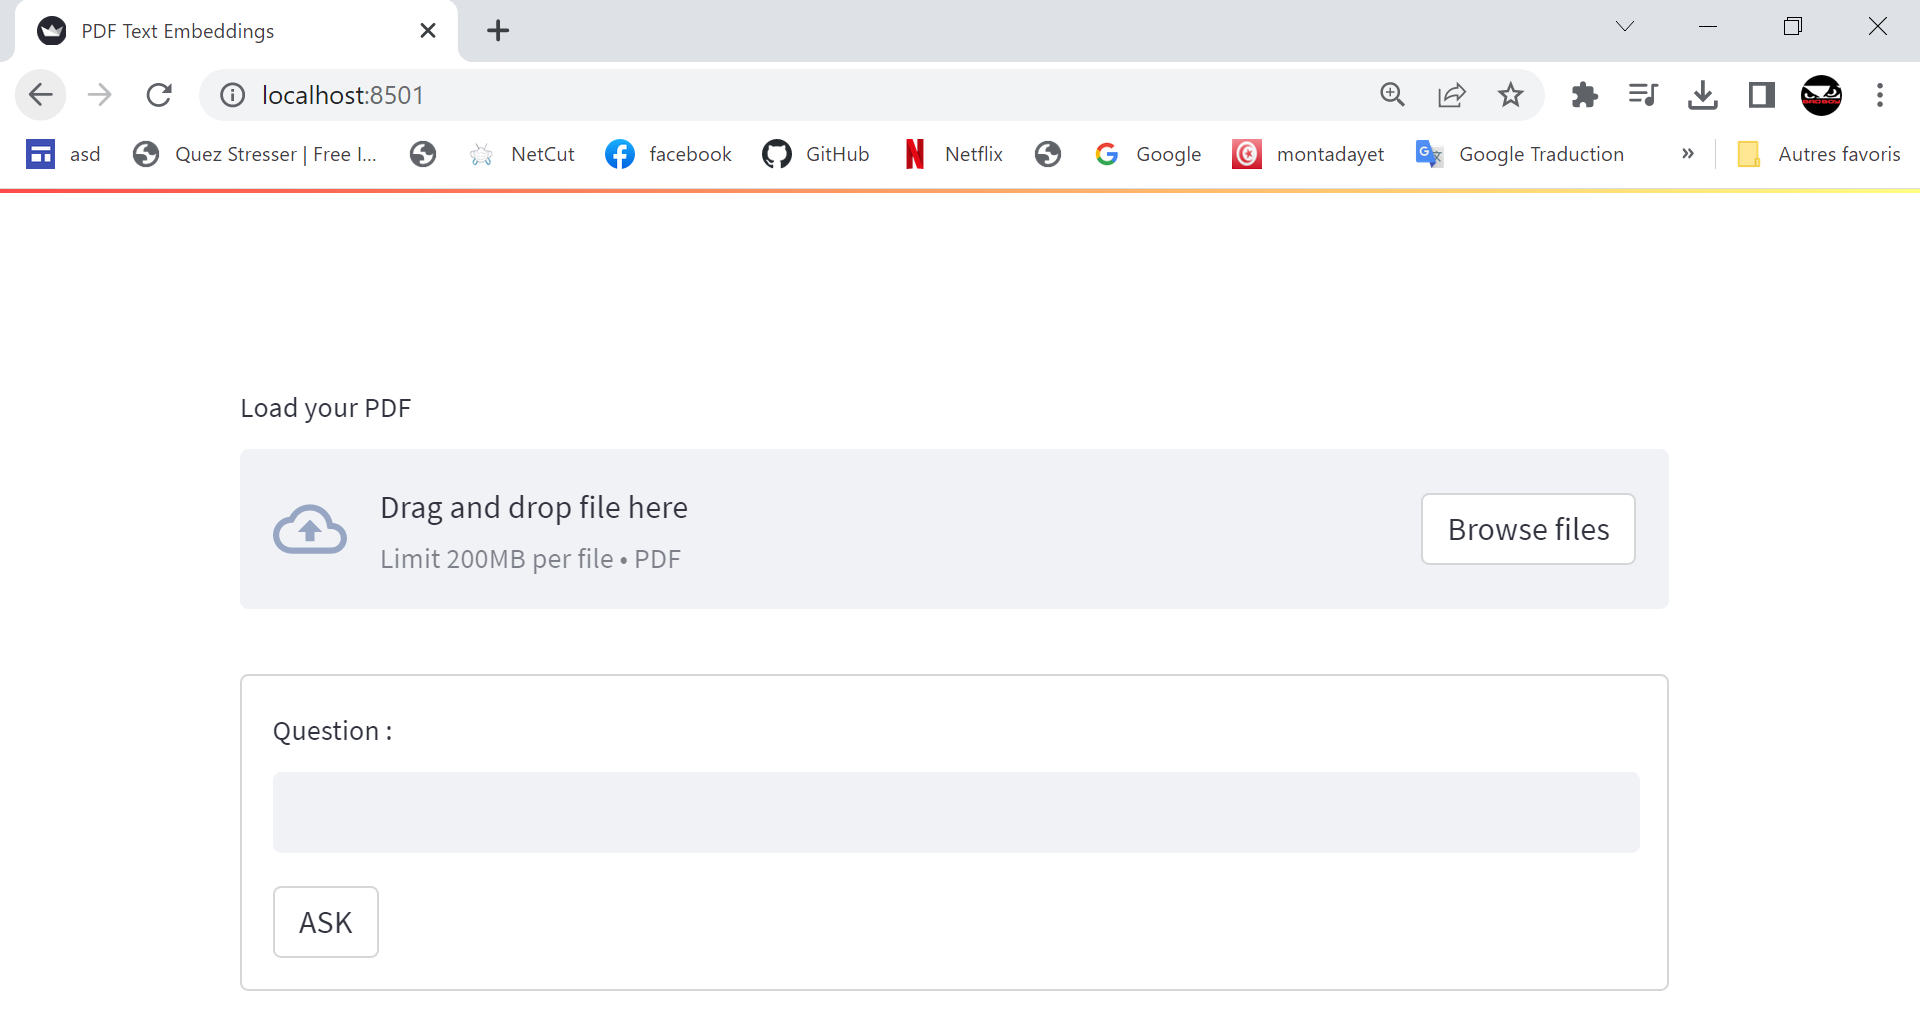 PDF Text Embeddings
localhost:8501
asd Quez Stresser | Free I... NetCut facebook GitHub Netflix Google montadayet Google Traduction » Autres favoris
Load your PDF
Drag and drop file here
Limit 200MB per file • PDF
Browse files
Question :
ASK